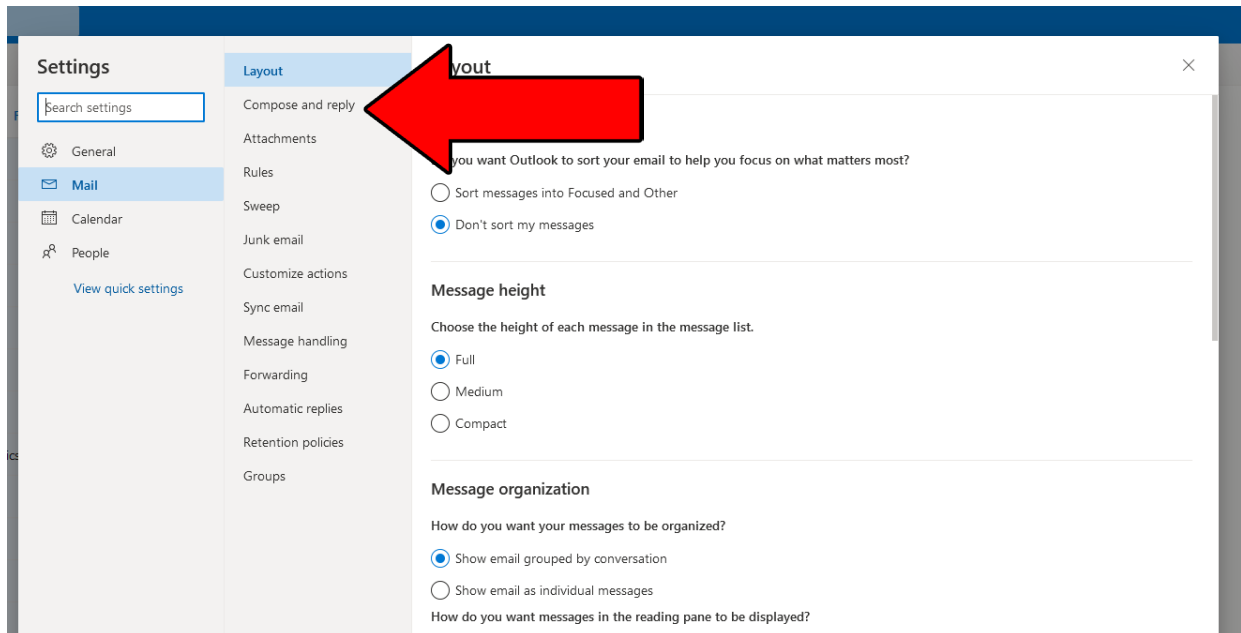 Settings
Search settings
General
Mail
Calendar
People
View quick settings
Layout
Compose and reply
Attachments
Rules
Sweep
Junk email
Customize actions
Sync email
Message handling
Forwarding
Automatic replies
Retention policies
Groups
yout
you want Outlook to sort your email to help you focus on what matters most?
Sort messages into Focused and Other
Don't sort my messages
Message height
Choose the height of each message in the message list.
Full
Medium
Compact
Message organization
How do you want your messages to be organized?
Show email grouped by conversation
Show email as individual messages
How do you want messages in the reading pane to be displayed?